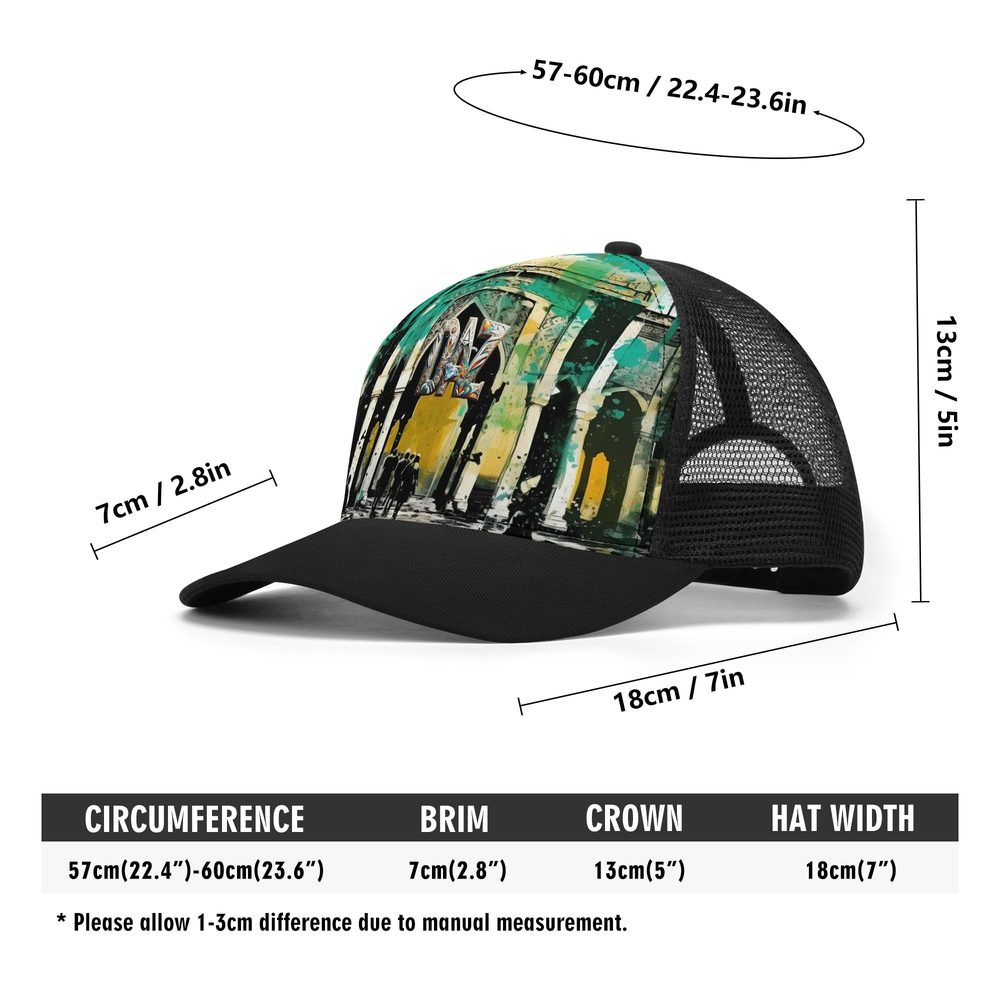 57-60cm / 22.4-23.6in
13cm / 5in
7cm / 2.8in
18cm / 7in
CIRCUMFERENCE BRIM CROWN HAT WIDTH
57cm(22.4”)-60cm(23.6”) 7cm(2.8”) 13cm(5”) 18cm(7”)
* Please allow 1-3cm difference due to manual measurement.